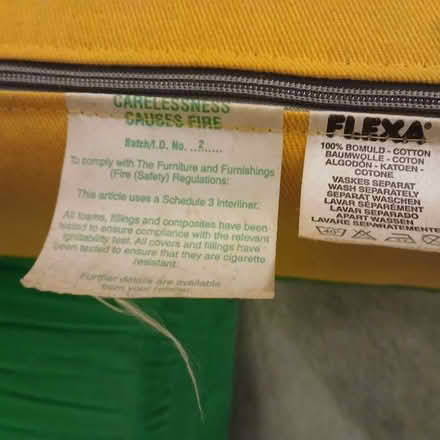 CARELESSNESS
CAUSES FIRE
Batch/I.D. No. ...2......
To comply with The Furniture and Furnishings
(Fire (Safety) Regulations:
This article uses a Schedule 3 Interliner.
All foams, fillings and composites have been
tested to ensure compliance with the relevant
ignitability test. All covers and fillings have
been tested to ensure that they are cigarette
resistant.
Further details are available
from your retailer.
FLEXA®
100% BOMULD - COTTON
BAUMWOLLE - COTON
ALGODÓN - KATOEN -
COTONE
VASKES SEPARAT
WASH SEPARATELY
SEPARAT WASCHEN
LAVAR SÉPARÉMENT
LAVAR SEPARADO
APART WASSEN
LAVARE SEPARATEMENTE